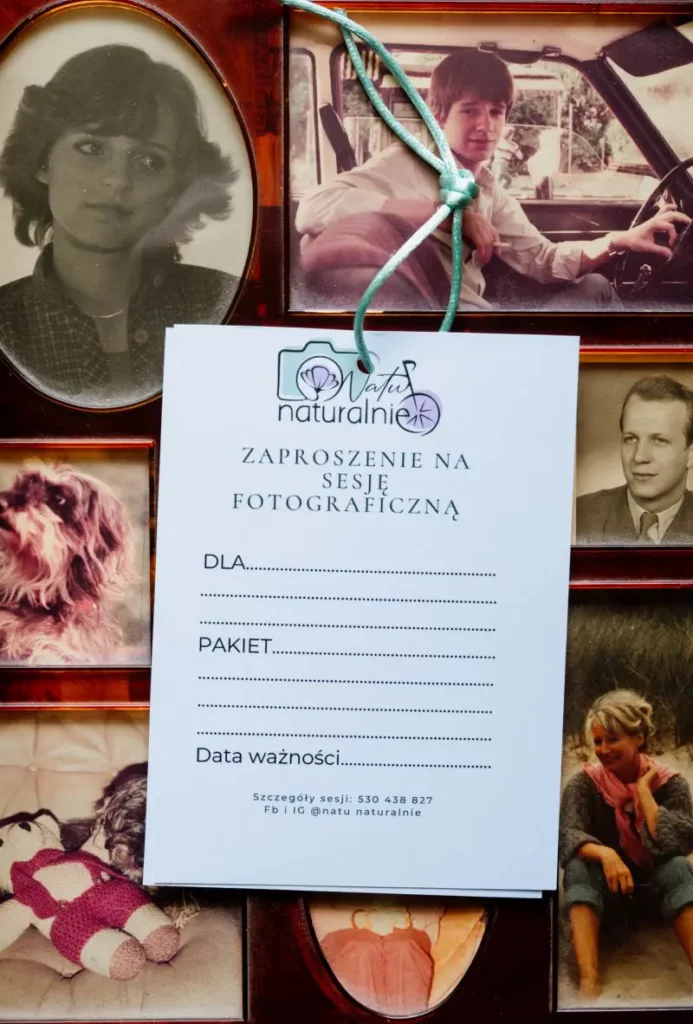 Natu
naturalnie
ZAPROSZENIE NA
SESJĘ
FOTOGRAFICZNĄ
DLA
PAKIET
Data ważności
Szczegóły sesji: 530 438 827
Fb i IG @natu naturalnie